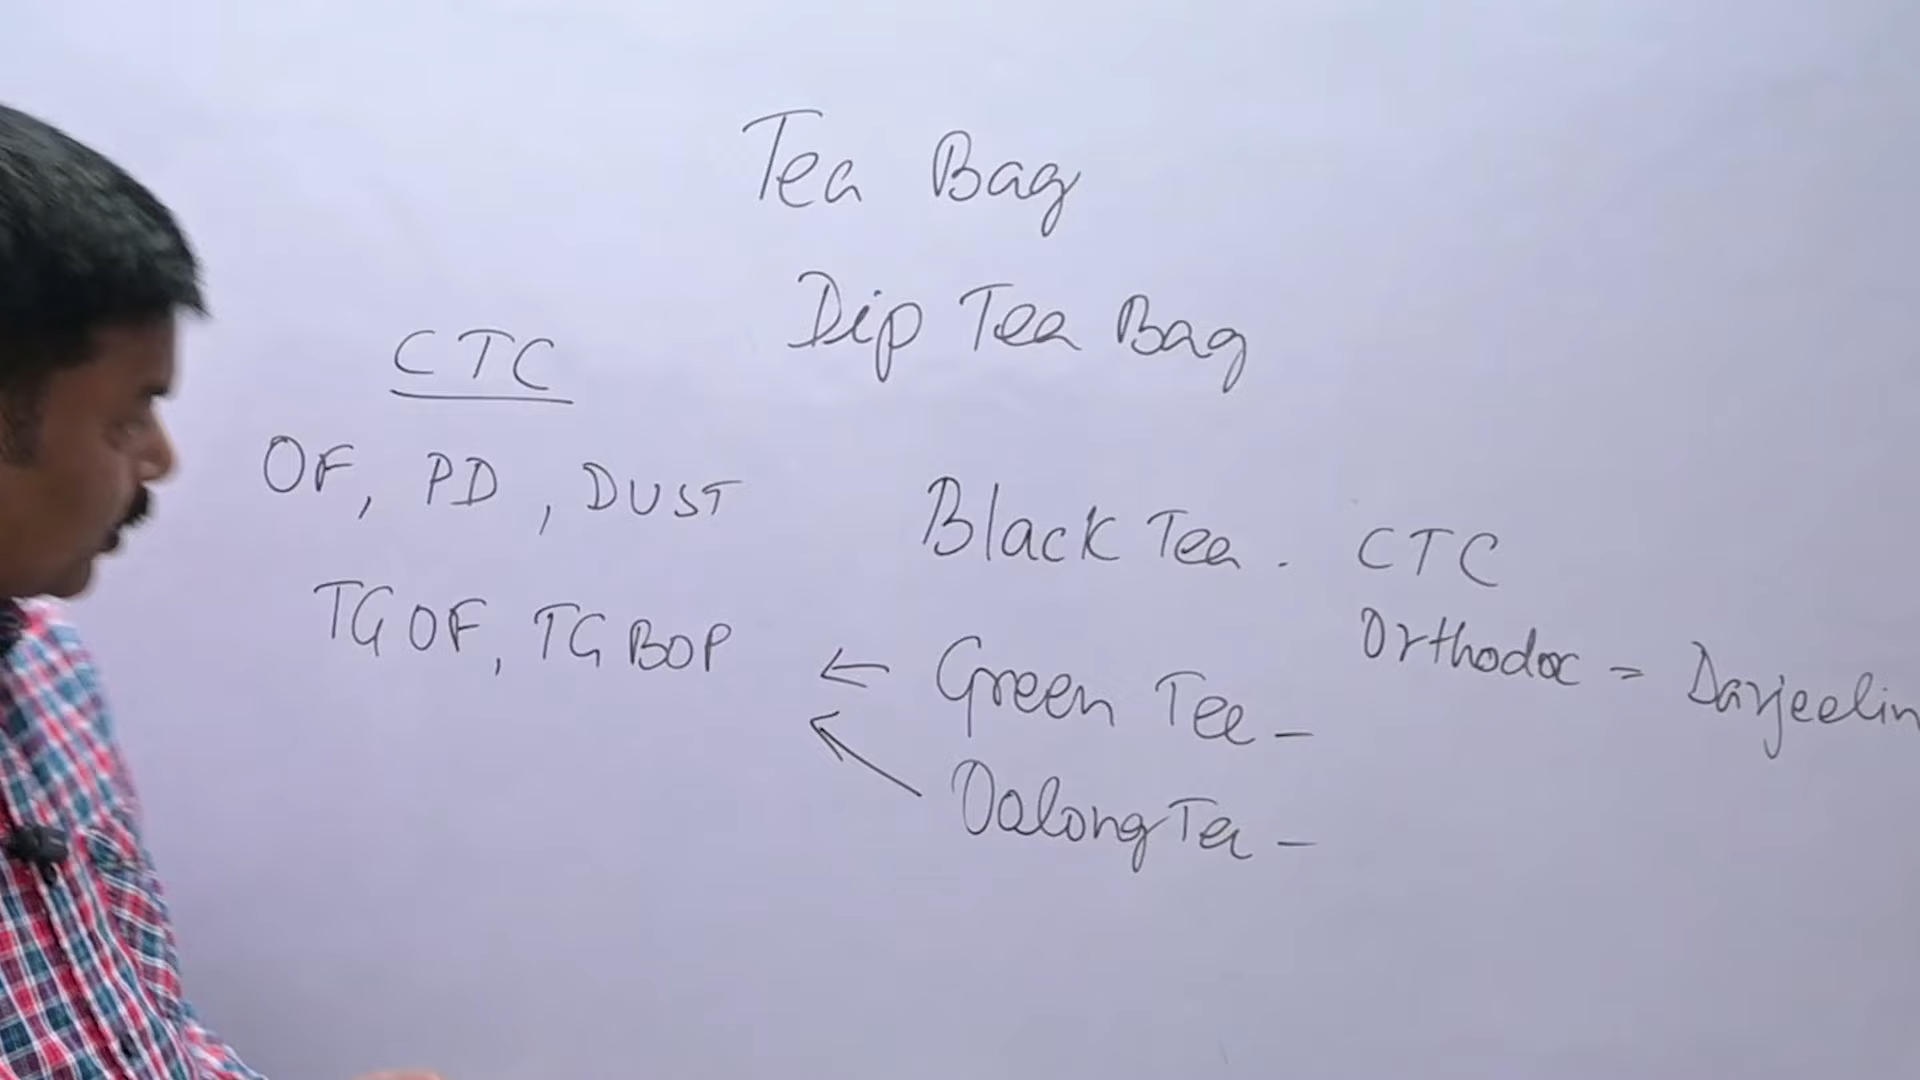 Tea Bag
Dip Tea Bag
CTC
OF, PD, DUST
TGOF, TGBOP
Black Tea. CTC
Orthodox = Darjeelin
← Green Tee -
Oolong Tea -